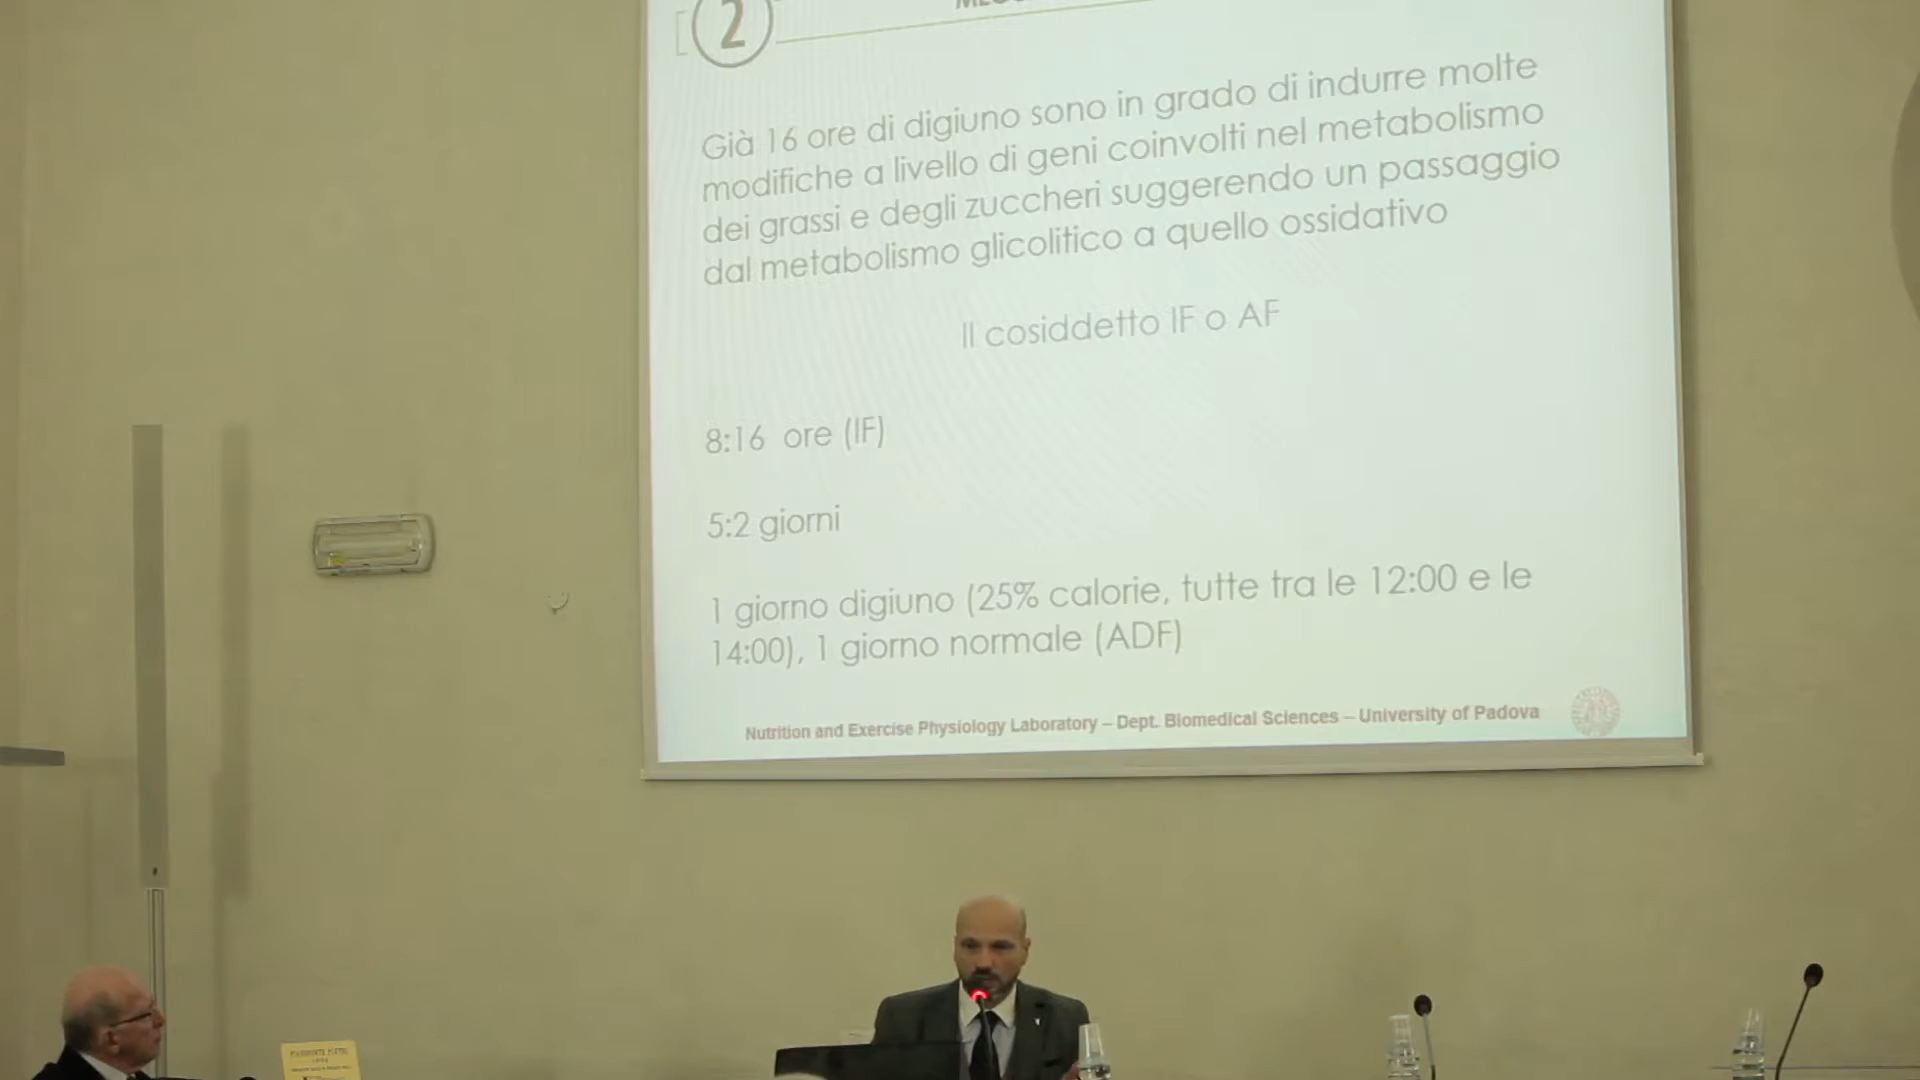 2
Già 16 ore di digiuno sono in grado di indurre molte
modifiche a livello di geni coinvolti nel metabolismo
dei grassi e degli zuccheri suggerendo un passaggio
dal metabolismo glicolitico a quello ossidativo
Il cosiddetto IF o AF
8:16 ore (IF)
5:2 giorni
1 giorno digiuno (25% calorie, tutte tra le 12:00 e le
14:00), 1 giorno normale (ADF)
Nutrition and Exercise Physiology Laboratory – Dept. Biomedical Sciences – University of Padova